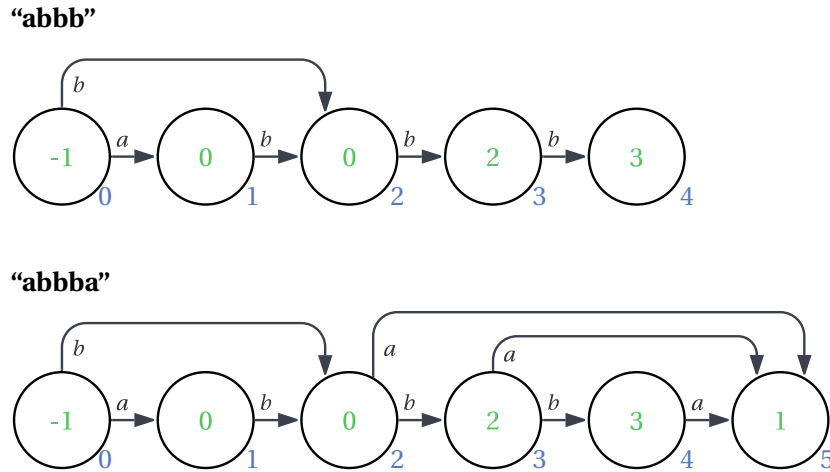 “abbb”
b
a b b b
-1 0 0 2 3
0 1 2 3 4
“abbba”
b a a
a b b b a
-1 0 0 2 3 1
0 1 2 3 4 5